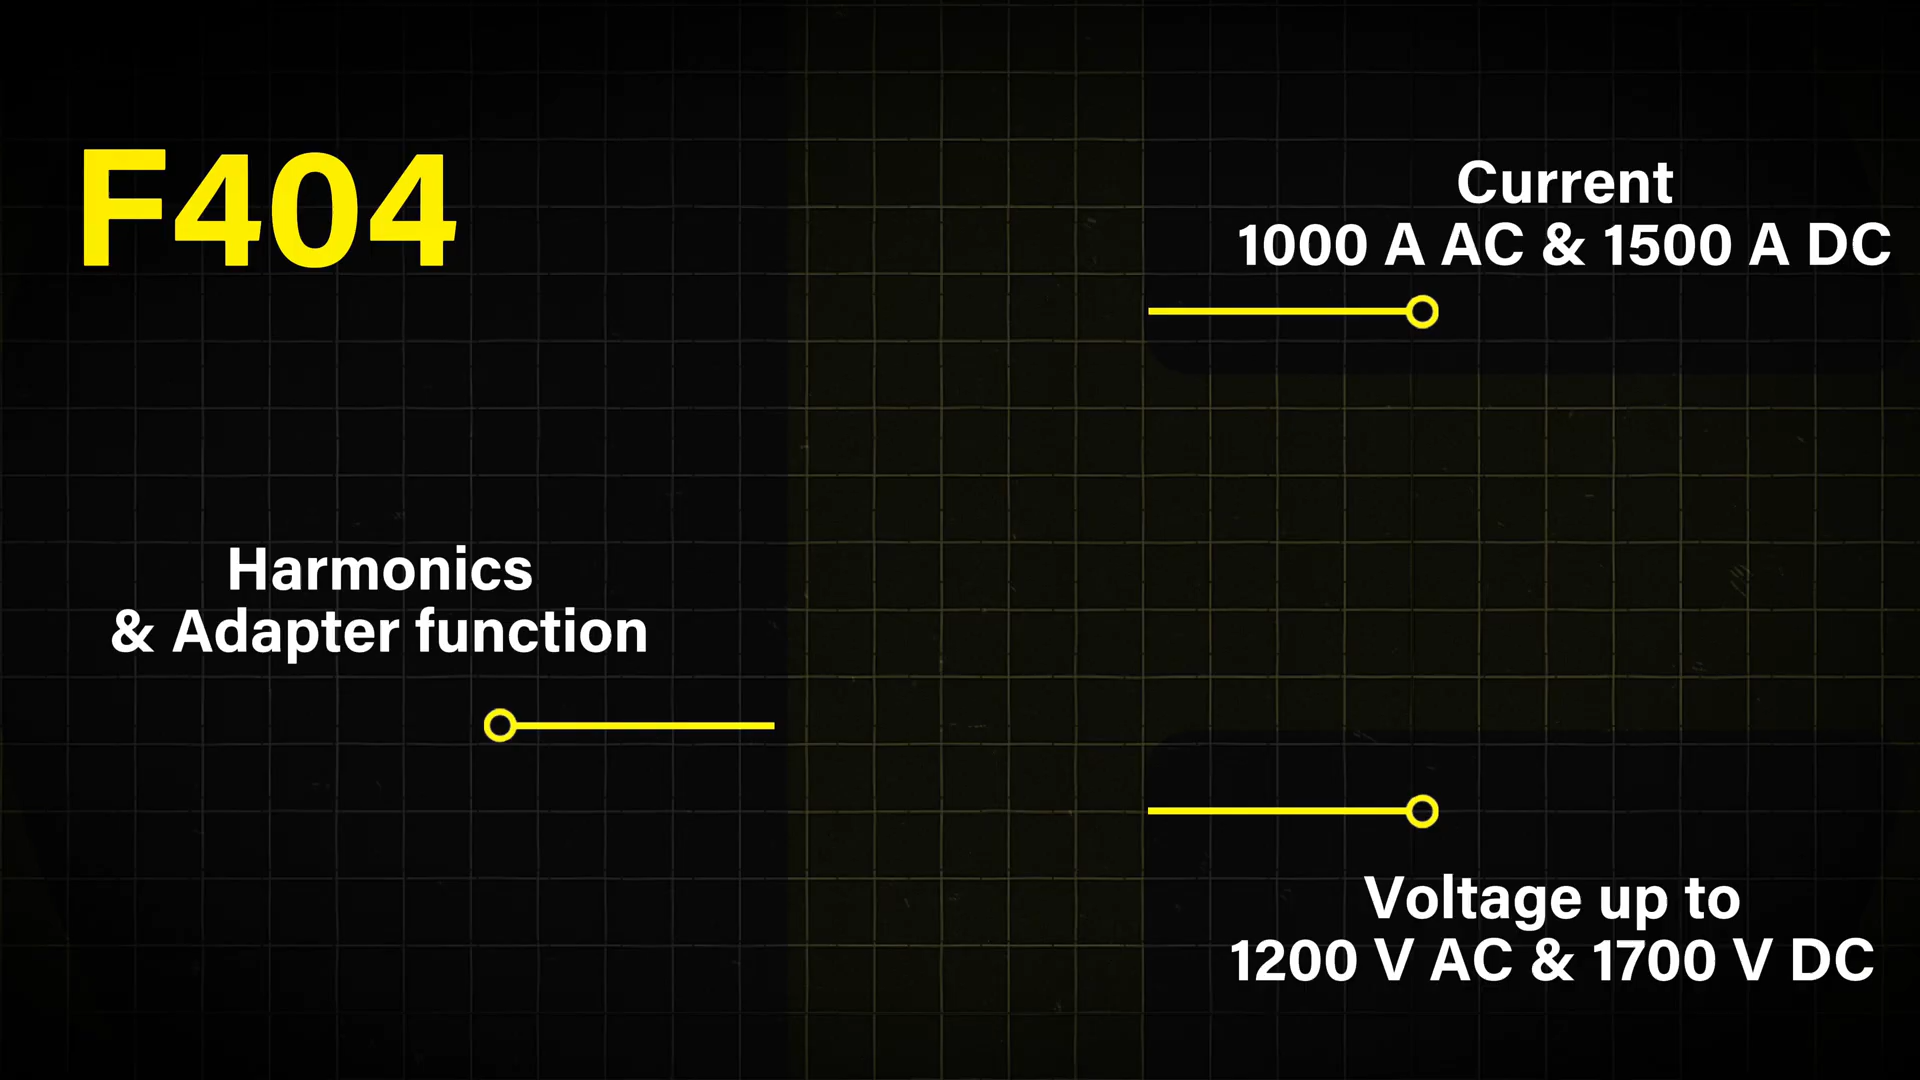 F404
Current
1000 A AC & 1500 A DC
Harmonics
& Adapter function
Voltage up to
1200 V AC & 1700 V DC